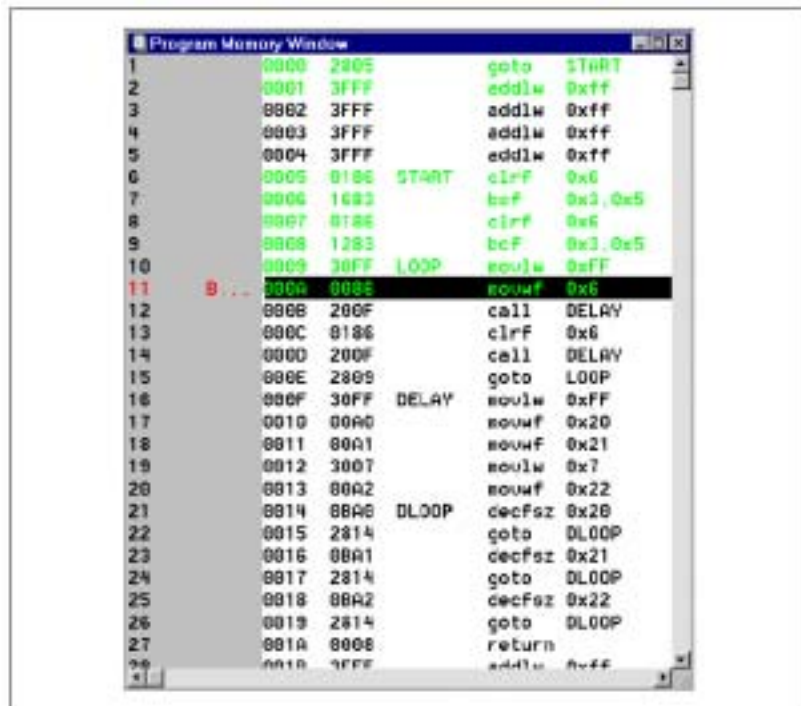 Program Memory Window
1 0000 2805 goto START
2 0001 3FFF addlw 0xff
3 0002 3FFF addlw 0xff
4 0003 3FFF addlw 0xff
5 0004 3FFF addlw 0xff
6 0005 0186 START clrf 0x6
7 0006 1683 bsf 0x3,0x5
8 0007 0186 clrf 0x6
9 0008 1283 bcf 0x3,0x5
10 0009 30FF LOOP movlw 0xFF
11 B... 000A 0086 movwf 0x6
12 000B 200F call DELAY
13 000C 0186 clrf 0x6
14 000D 200F call DELAY
15 000E 2809 goto LOOP
16 000F 30FF DELAY movlw 0xFF
17 0010 00A0 movwf 0x20
18 0011 00A1 movwf 0x21
19 0012 3007 movlw 0x7
20 0013 00A2 movwf 0x22
21 0014 0BA0 DLOOP decfsz 0x20
22 0015 2814 goto DLOOP
23 0016 0BA1 decfsz 0x21
24 0017 2814 goto DLOOP
25 0018 0BA2 decfsz 0x22
26 0019 2814 goto DLOOP
27 001A 0008 return
28 001B 3FFF addlw 0xff